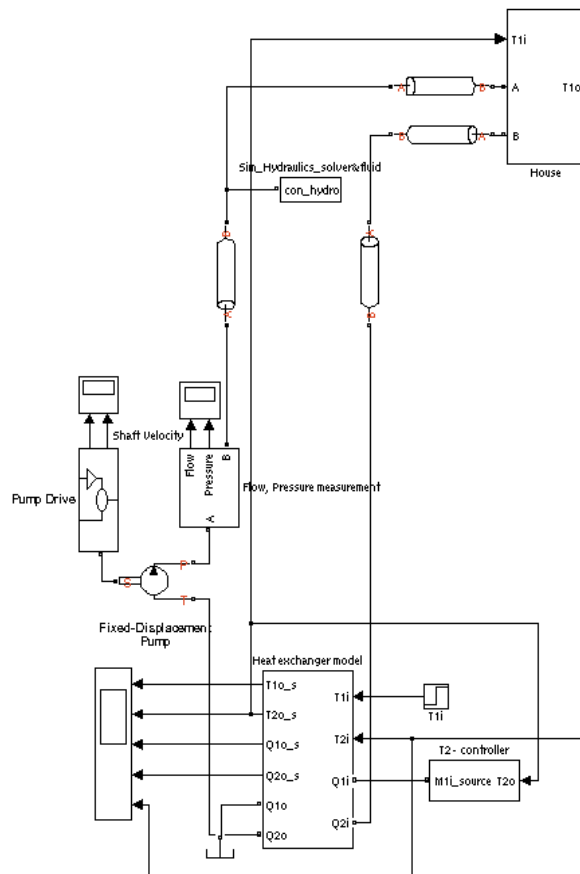 T1i
A B A
T1o
B A B
House
Sim_Hydraulics_solver&fluid
con_hydro
B
A
A
B
Shaft Velocity
Flow
Pressure
B
A
Flow, Pressure measurement
Pump Drive
S
P
T
Fixed-Displacement
Pump
Heat exchanger model
T1o_s
T1i
T1i
T2o_s
T2i
T2- controller
Q1o_s
Q1i
M1i_source T2o
Q2o_s
Q1o
Q2i
Q2o